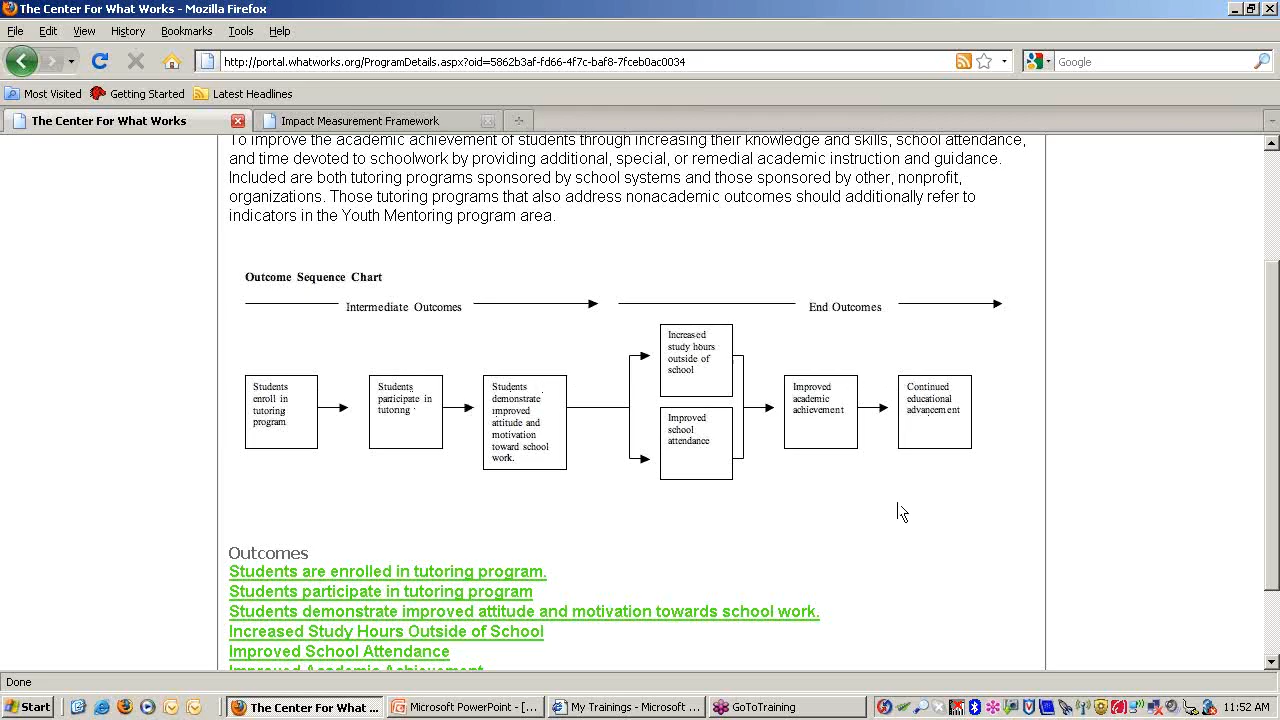 The Center For What Works - Mozilla Firefox
File Edit View History Bookmarks Tools Help
http://portal.whatworks.org/ProgramDetails.aspx?oid=5862b3af-fd66-4f7c-baf8-7fceb0ac0034
Google
Most Visited Getting Started Latest Headlines
The Center For What Works Impact Measurement Framework
To improve the academic achievement of students through increasing their knowledge and skills, school attendance,
and time devoted to schoolwork by providing additional, special, or remedial academic instruction and guidance.
Included are both tutoring programs sponsored by school systems and those sponsored by other, nonprofit,
organizations. Those tutoring programs that also address nonacademic outcomes should additionally refer to
indicators in the Youth Mentoring program area.
Outcome Sequence Chart
Intermediate Outcomes
End Outcomes
Students
enroll in
tutoring
program
Students
participate in
tutoring
Students
demonstrate
improved
attitude and
motivation
toward school
work.
Increased
study hours
outside of
school
Improved
school
attendance
Improved
academic
achievement
Continued
educational
advancement
Outcomes
Students are enrolled in tutoring program.
Students participate in tutoring program
Students demonstrate improved attitude and motivation towards school work.
Increased Study Hours Outside of School
Improved School Attendance
Improved Academic Achievement
Done
Start The Center For What ... Microsoft PowerPoint - [... My Trainings - Microsoft ... GoToTraining 11:52 AM